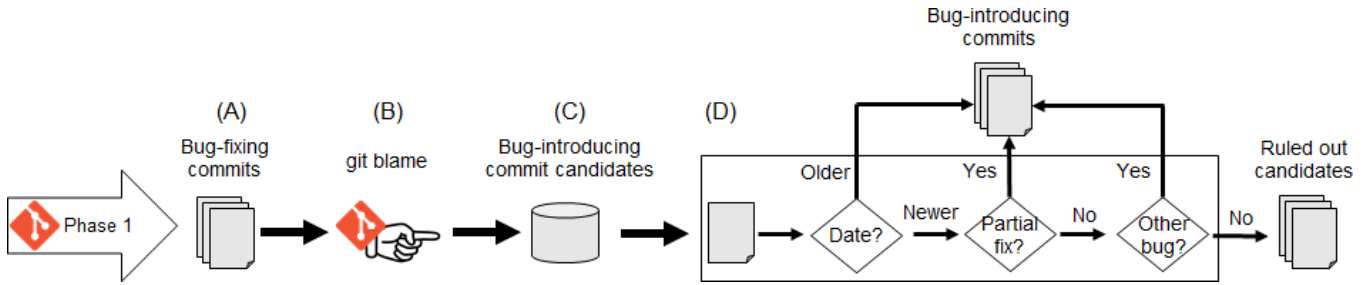 Phase 1
(A)
Bug-fixing
commits
(B)
git blame
(C)
Bug-introducing
commit candidates
(D)
Bug-introducing
commits
Older
Yes
Yes
Date?
Newer
Partial
fix?
No
Other
bug?
No
Ruled out
candidates